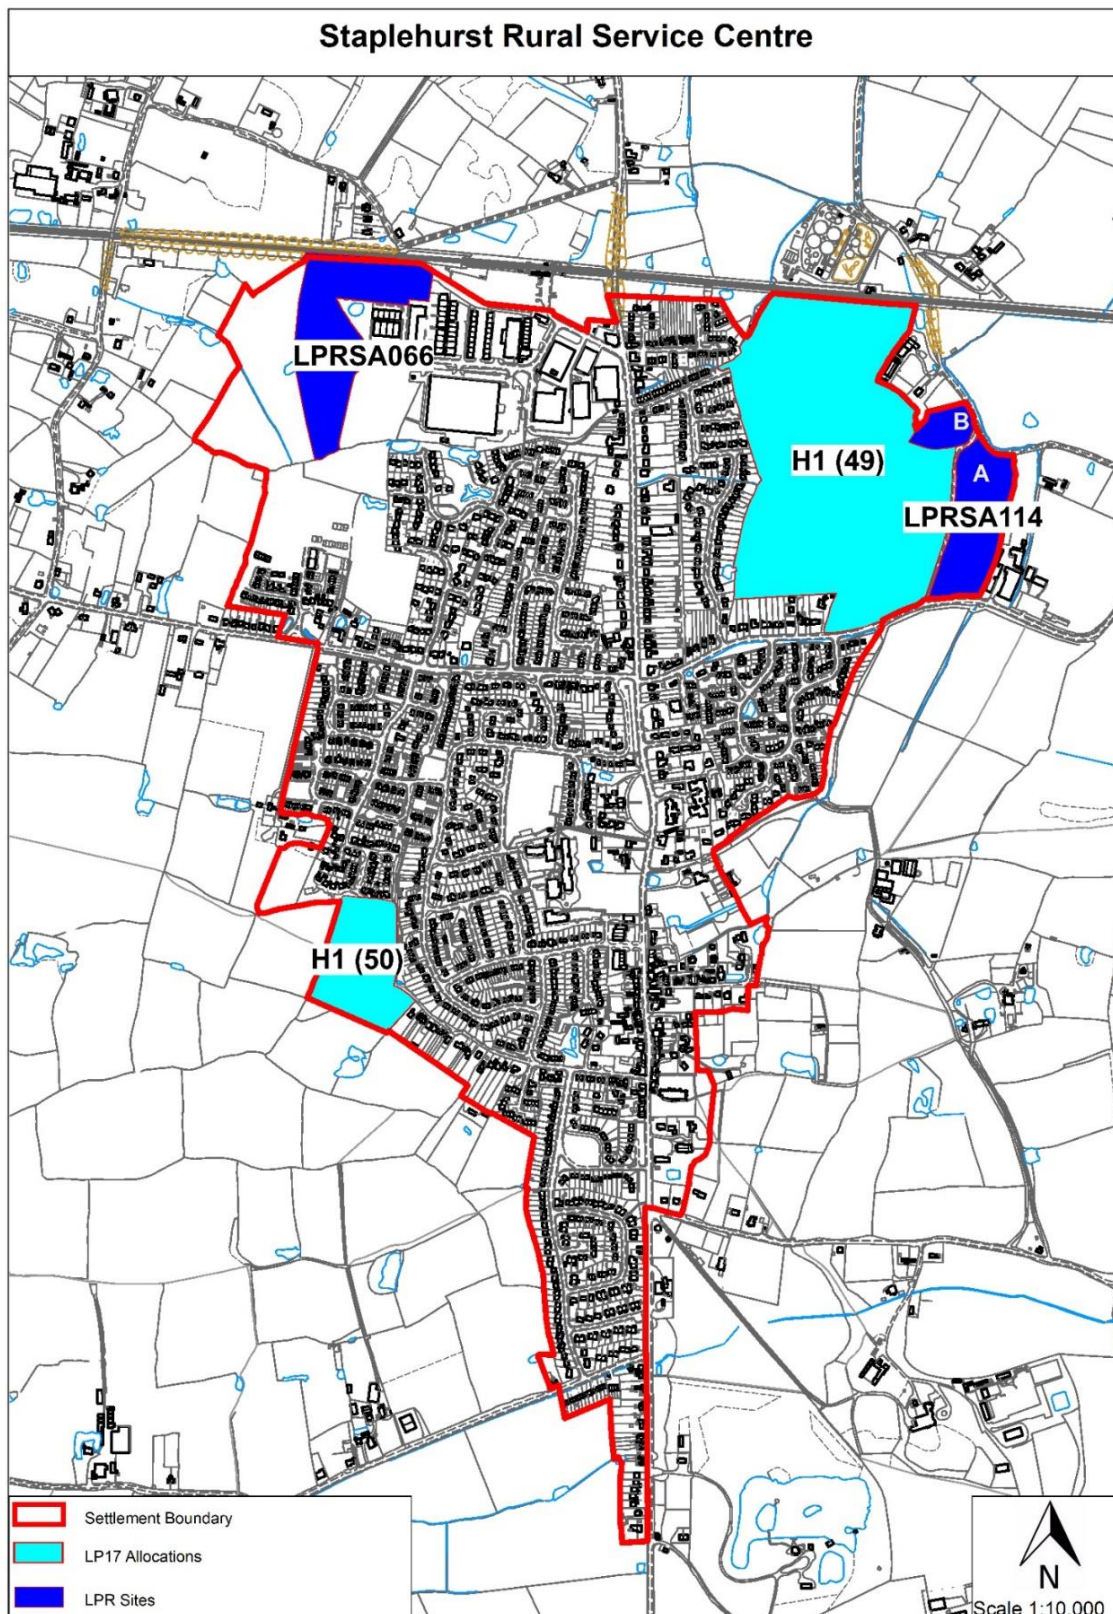 Staplehurst Rural Service Centre
LPRSA066
B
H1 (49)
A
LPRSA114
H1 (50)
Settlement Boundary
LP17 Allocations
LPR Sites
N
Scale 1:10,000